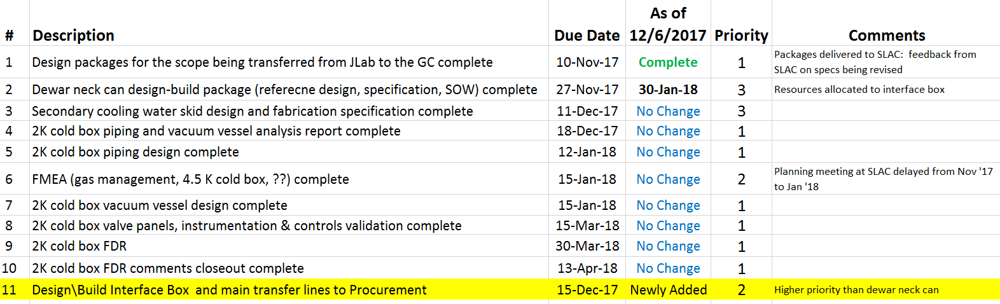 # Description Due Date As of 12/6/2017 Priority Comments
1 Design packages for the scope being transferred from JLab to the GC complete 10-Nov-17 Complete 1 Packages delivered to SLAC: feedback from SLAC on specs being revised
2 Dewar neck can design-build package (referecne design, specification, SOW) complete 27-Nov-17 30-Jan-18 3 Resources allocated to interface box
3 Secondary cooling water skid design and fabrication specification complete 11-Dec-17 No Change 3
4 2K cold box piping and vacuum vessel analysis report complete 18-Dec-17 No Change 1
5 2K cold box piping design complete 12-Jan-18 No Change 1
6 FMEA (gas management, 4.5 K cold box, ??) complete 15-Jan-18 No Change 2 Planning meeting at SLAC delayed from Nov '17 to Jan '18
7 2K cold box vacuum vessel design complete 15-Jan-18 No Change 1
8 2K cold box valve panels, instrumentation & controls validation complete 15-Mar-18 No Change 1
9 2K cold box FDR 30-Mar-18 No Change 1
10 2K cold box FDR comments closeout complete 13-Apr-18 No Change 1
11 Design\Build Interface Box and main transfer lines to Procurement 15-Dec-17 Newly Added 2 Higher priority than dewar neck can